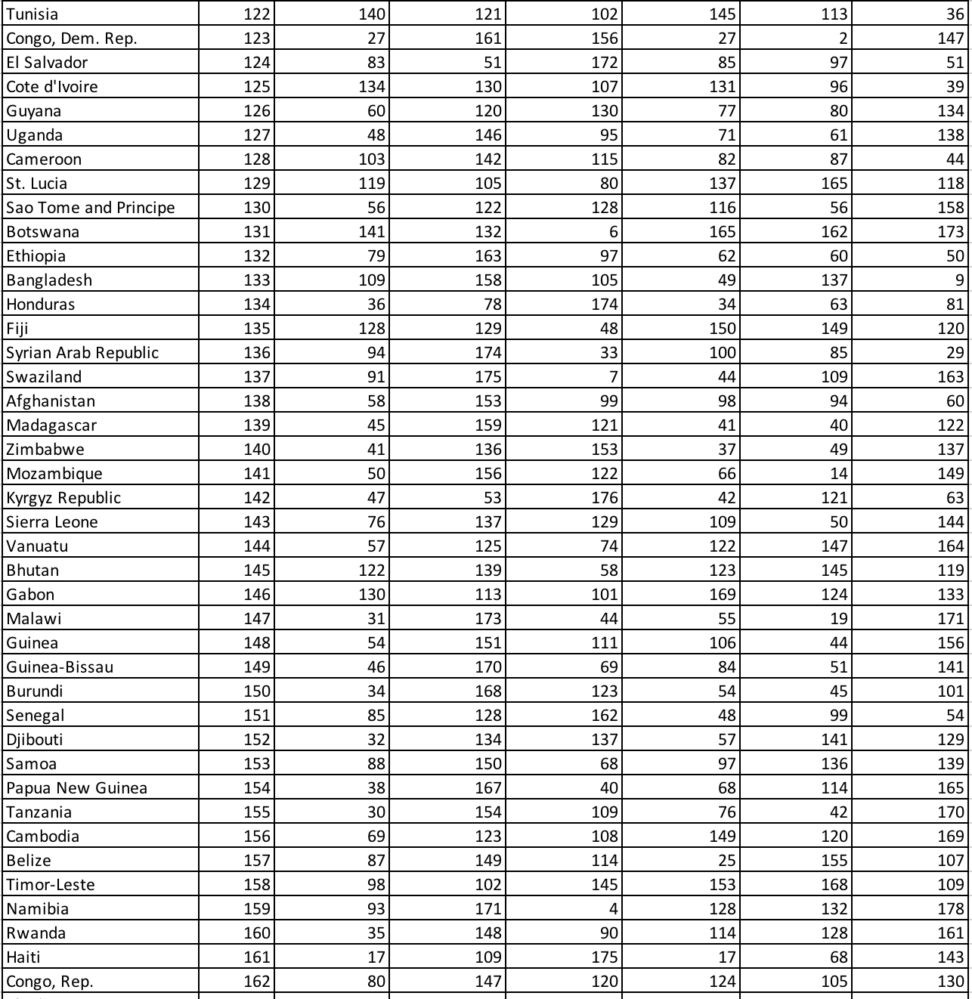 Tunisia 122 140 121 102 145 113 36
Congo, Dem. Rep. 123 27 161 156 27 2 147
El Salvador 124 83 51 172 85 97 51
Cote d'Ivoire 125 134 130 107 131 96 39
Guyana 126 60 120 130 77 80 134
Uganda 127 48 146 95 71 61 138
Cameroon 128 103 142 115 82 87 44
St. Lucia 129 119 105 80 137 165 118
Sao Tome and Principe 130 56 122 128 116 56 158
Botswana 131 141 132 6 165 162 173
Ethiopia 132 79 163 97 62 60 50
Bangladesh 133 109 158 105 49 137 9
Honduras 134 36 78 174 34 63 81
Fiji 135 128 129 48 150 149 120
Syrian Arab Republic 136 94 174 33 100 85 29
Swaziland 137 91 175 7 44 109 163
Afghanistan 138 58 153 99 98 94 60
Madagascar 139 45 159 121 41 40 122
Zimbabwe 140 41 136 153 37 49 137
Mozambique 141 50 156 122 66 14 149
Kyrgyz Republic 142 47 53 176 42 121 63
Sierra Leone 143 76 137 129 109 50 144
Vanuatu 144 57 125 74 122 147 164
Bhutan 145 122 139 58 123 145 119
Gabon 146 130 113 101 169 124 133
Malawi 147 31 173 44 55 19 171
Guinea 148 54 151 111 106 44 156
Guinea-Bissau 149 46 170 69 84 51 141
Burundi 150 34 168 123 54 45 101
Senegal 151 85 128 162 48 99 54
Djibouti 152 32 134 137 57 141 129
Samoa 153 88 150 68 97 136 139
Papua New Guinea 154 38 167 40 68 114 165
Tanzania 155 30 154 109 76 42 170
Cambodia 156 69 123 108 149 120 169
Belize 157 87 149 114 25 155 107
Timor-Leste 158 98 102 145 153 168 109
Namibia 159 93 171 4 128 132 178
Rwanda 160 35 148 90 114 128 161
Haiti 161 17 109 175 17 68 143
Congo, Rep. 162 80 147 120 124 105 130